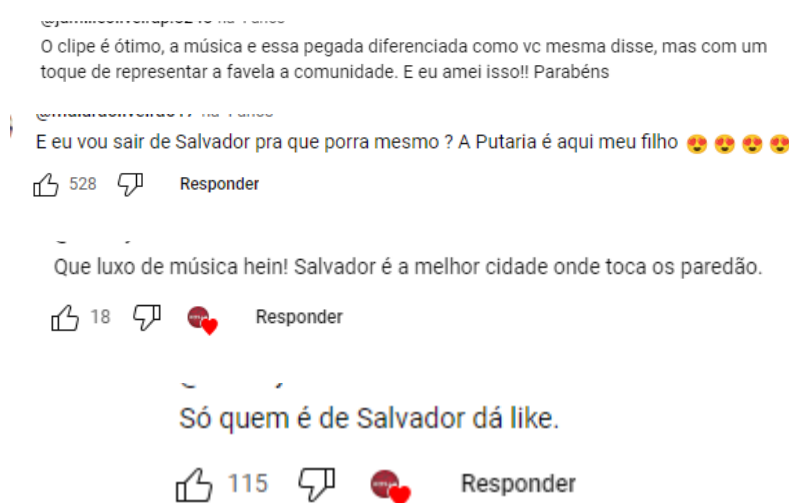 O clipe é ótimo, a música e essa pegada diferenciada como vc mesma disse, mas com um
toque de representar a favela a comunidade. E eu amei isso!! Parabéns
E eu vou sair de Salvador pra que porra mesmo ? A Putaria é aqui meu filho 😍 😍 😍 😍
528 Responder
Que luxo de música hein! Salvador é a melhor cidade onde toca os paredão.
18 Responder
Só quem é de Salvador dá like.
115 Responder